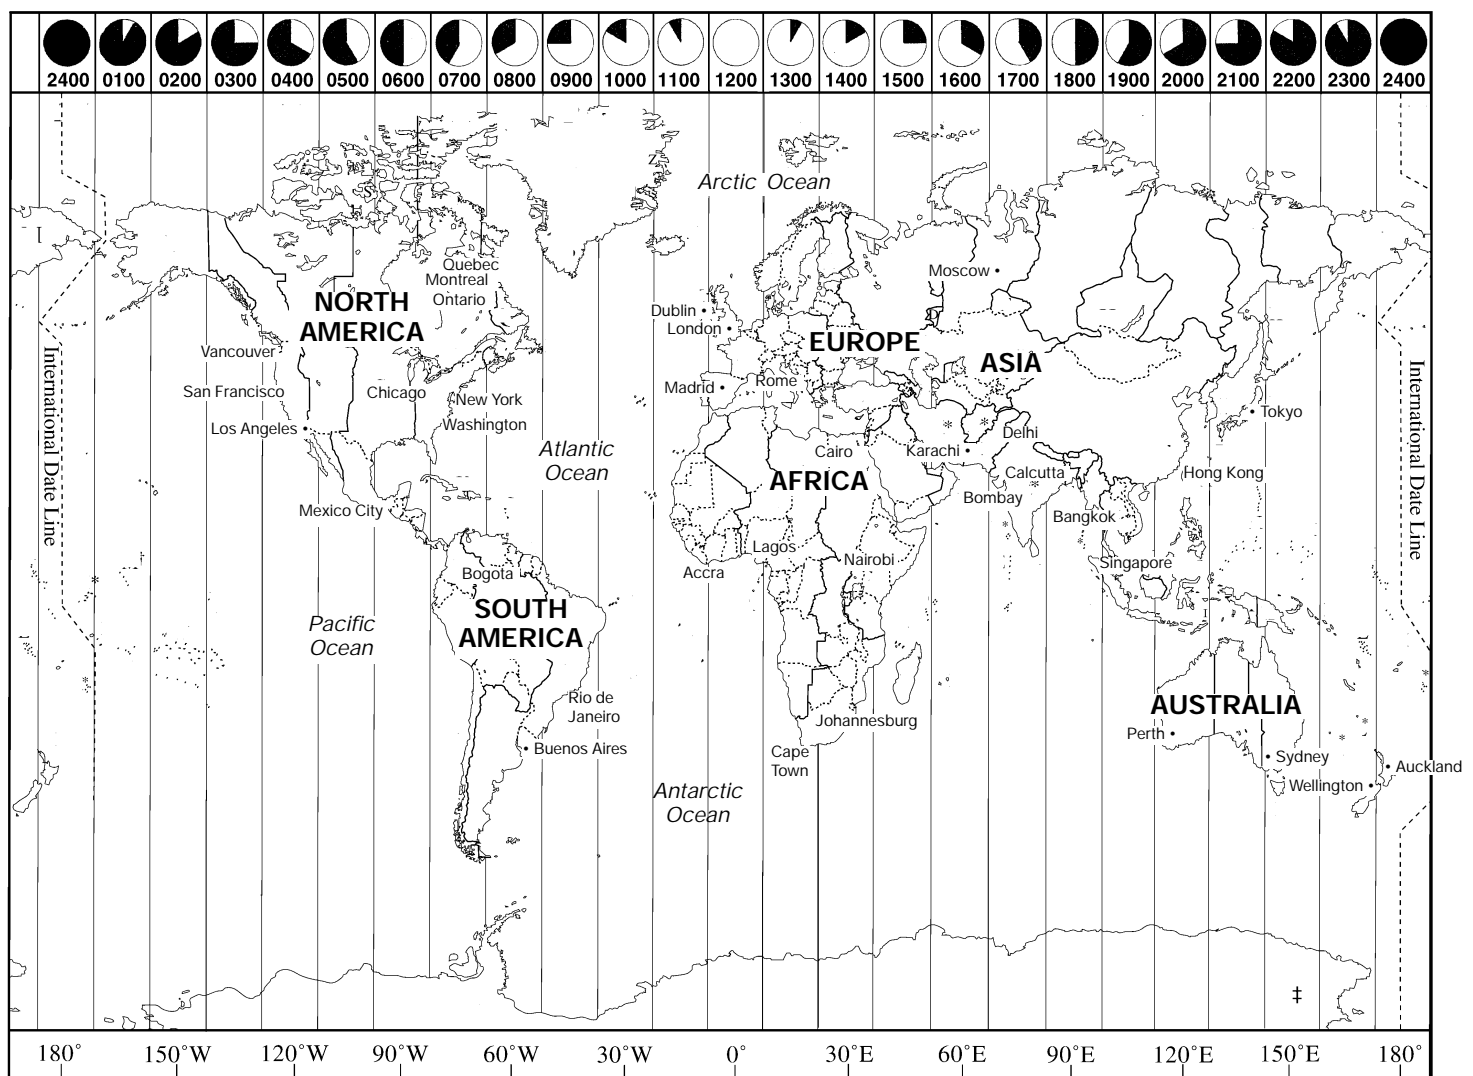 2400 0100 0200 0300 0400 0500 0600 0700 0800 0900 1000 1100 1200 1300 1400 1500 1600 1700 1800 1900 2000 2100 2200 2300 2400
Arctic Ocean
Quebec
Montreal
Ontario
Moscow
NORTH
AMERICA
Dublin
London
EUROPE
ASIA
Vancouver
San Francisco
Chicago
New York
Washington
Los Angeles
Madrid
Rome
Tokyo
International Date Line
International Date Line
Atlantic
Ocean
Cairo
Karachi
Delhi
AFRICA
Calcutta
Hong Kong
Bombay
Mexico City
Bangkok
Lagos
Accra
Nairobi
Singapore
Bogota
SOUTH
AMERICA
Pacific
Ocean
Rio de
Janeiro
Buenos Aires
Johannesburg
Cape
Town
AUSTRALIA
Perth
Sydney
Auckland
Wellington
Antarctic
Ocean
‡
180° 150°W 120°W 90°W 60°W 30°W 0° 30°E 60°E 90°E 120°E 150°E 180°